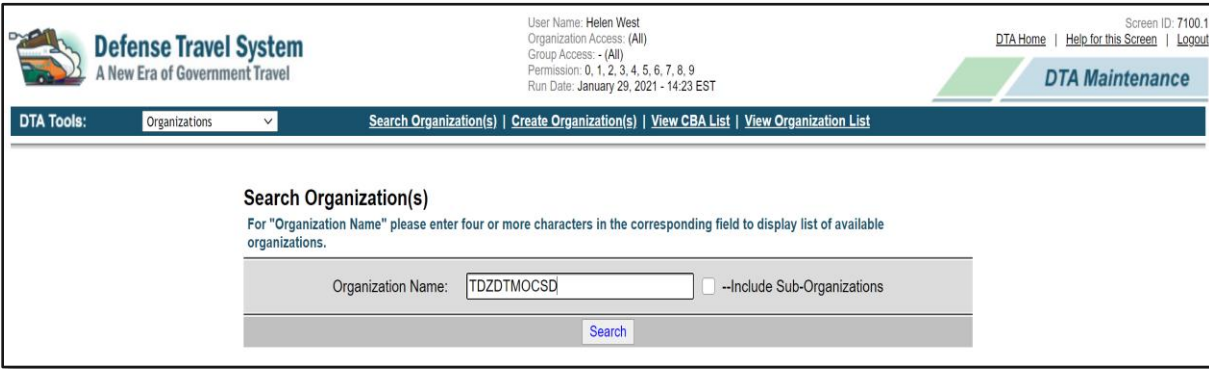 Defense Travel System
A New Era of Government Travel
User Name: Helen West
Organization Access: (All)
Group Access: - (All)
Permission: 0, 1, 2, 3, 4, 5, 6, 7, 8, 9
Run Date: January 29, 2021 - 14:23 EST
Screen ID: 7100.1
DTA Home | Help for this Screen | Logout
DTA Maintenance
DTA Tools: Organizations Search Organization(s) | Create Organization(s) | View CBA List | View Organization List
Search Organization(s)
For "Organization Name" please enter four or more characters in the corresponding field to display list of available
organizations.
Organization Name: TDZDTMOCSD --Include Sub-Organizations
Search